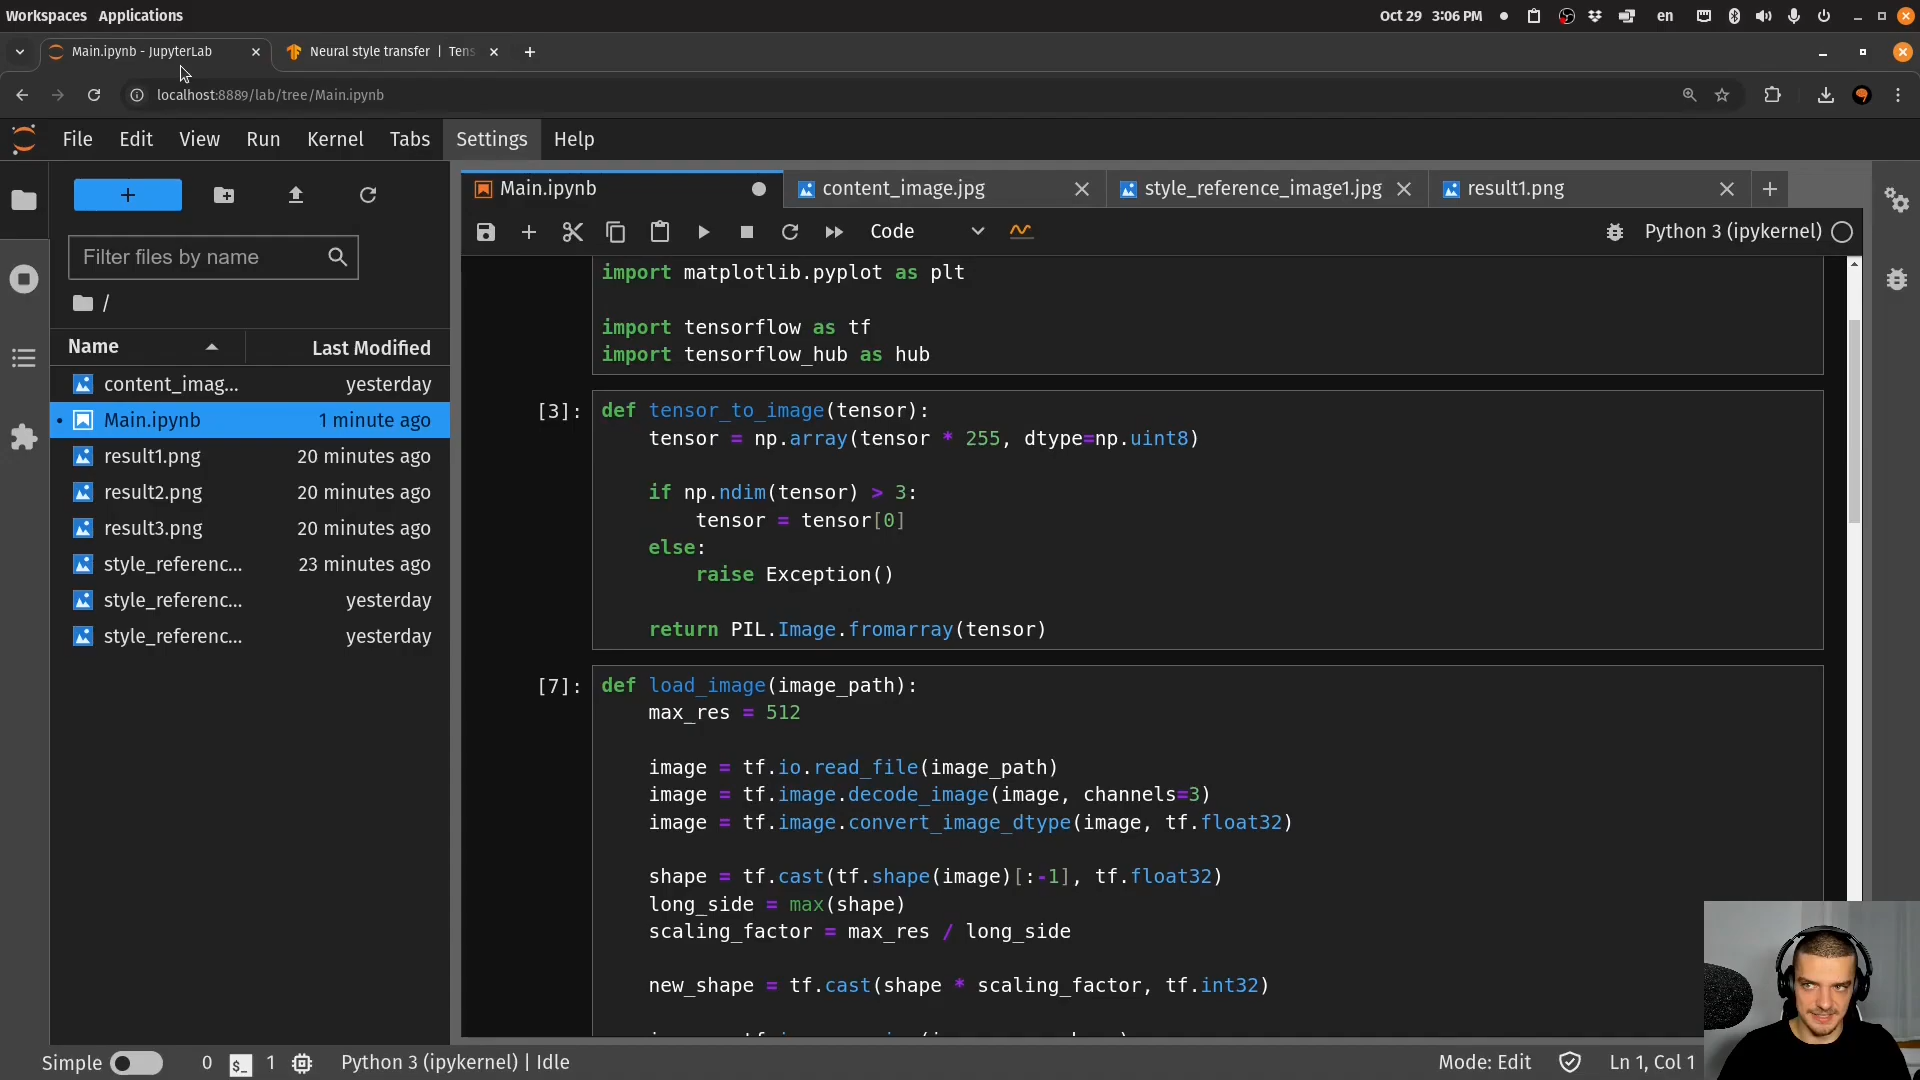 Workspaces Applications
Oct 29 3:06 PM
en
Main.ipynb - JupyterLab
Neural style transfer | Tens
localhost:8889/lab/tree/Main.ipynb
File Edit View Run Kernel Tabs Settings Help
Filter files by name
/
Name Last Modified
content_imag... yesterday
Main.ipynb 1 minute ago
result1.png 20 minutes ago
result2.png 20 minutes ago
result3.png 20 minutes ago
style_referenc... 23 minutes ago
style_referenc... yesterday
style_referenc... yesterday
Main.ipynb content_image.jpg style_reference_image1.jpg result1.png
Code
Python 3 (ipykernel)
import matplotlib.pyplot as plt
import tensorflow as tf
import tensorflow_hub as hub
[3]: def tensor_to_image(tensor):
tensor = np.array(tensor * 255, dtype=np.uint8)
if np.ndim(tensor) > 3:
tensor = tensor[0]
else:
raise Exception()
return PIL.Image.fromarray(tensor)
[7]: def load_image(image_path):
max_res = 512
image = tf.io.read_file(image_path)
image = tf.image.decode_image(image, channels=3)
image = tf.image.convert_image_dtype(image, tf.float32)
shape = tf.cast(tf.shape(image)[:-1], tf.float32)
long_side = max(shape)
scaling_factor = max_res / long_side
new_shape = tf.cast(shape * scaling_factor, tf.int32)
Simple 0 $_ 1 Python 3 (ipykernel) | Idle
Mode: Edit Ln 1, Col 1